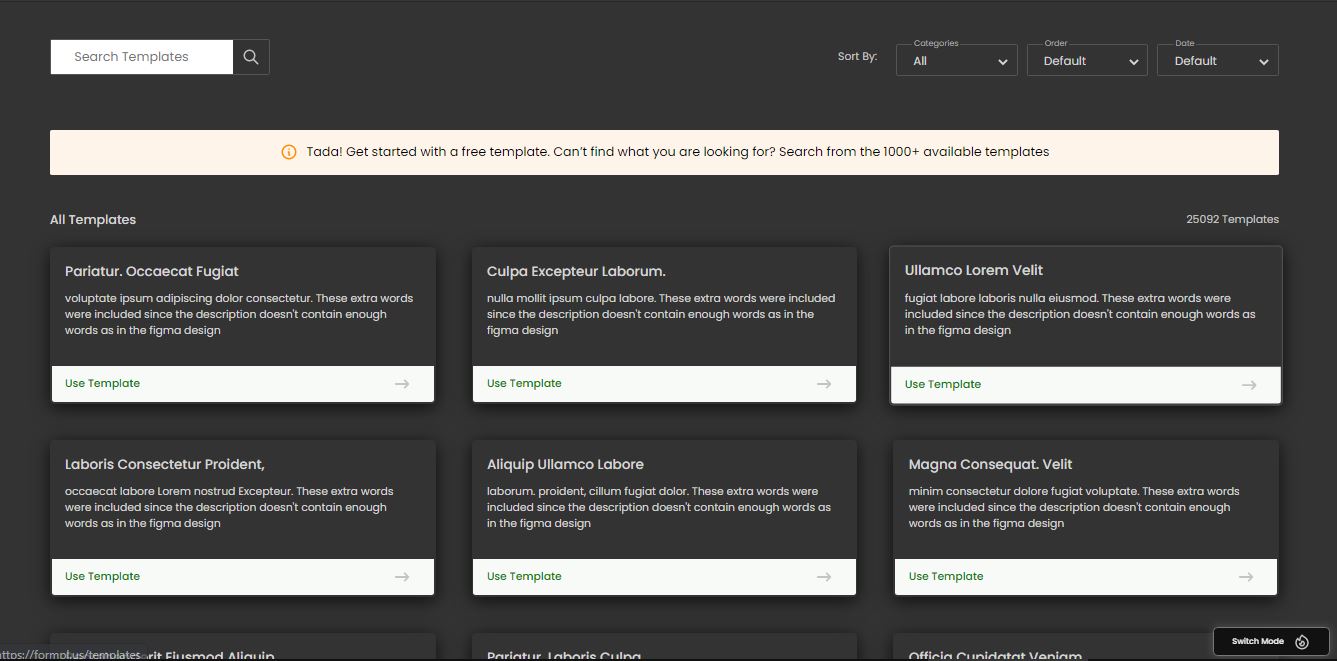 Search Templates
Sort By:
Categories
All
Order
Default
Date
Default
Tada! Get started with a free template. Can't find what you are looking for? Search from the 1000+ available templates
All Templates
25092 Templates
Pariatur. Occaecat Fugiat
voluptate ipsum adipiscing dolor consectetur. These extra words
were included since the description doesn't contain enough
words as in the figma design
Use Template
Culpa Excepteur Laborum.
nulla mollit ipsum culpa labore. These extra words were included
since the description doesn't contain enough words as in the
figma design
Use Template
Ullamco Lorem Velit
fugiat labore laboris nulla eiusmod. These extra words were
included since the description doesn't contain enough words as
in the figma design
Use Template
Laboris Consectetur Proident,
occaecat labore Lorem nostrud Excepteur. These extra words
were included since the description doesn't contain enough
words as in the figma design
Use Template
Aliquip Ullamco Labore
laborum. proident, cillum fugiat dolor. These extra words were
included since the description doesn't contain enough words as
in the figma design
Use Template
Magna Consequat. Velit
minim consectetur dolore fugiat voluptate. These extra words
were included since the description doesn't contain enough
words as in the figma design
Use Template
Eiusmod Aliquip
Pariatur. Laboris Culpa
Officia Cupidatat Veniam
ttps://formplus/templates
Switch Mode